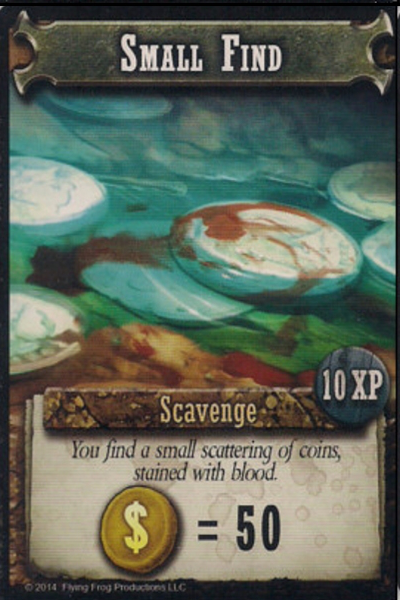 Small Find
10 XP
Scavenge
You find a small scattering of coins,
stained with blood.
$ = 50
© 2014 Flying Frog Productions LLC